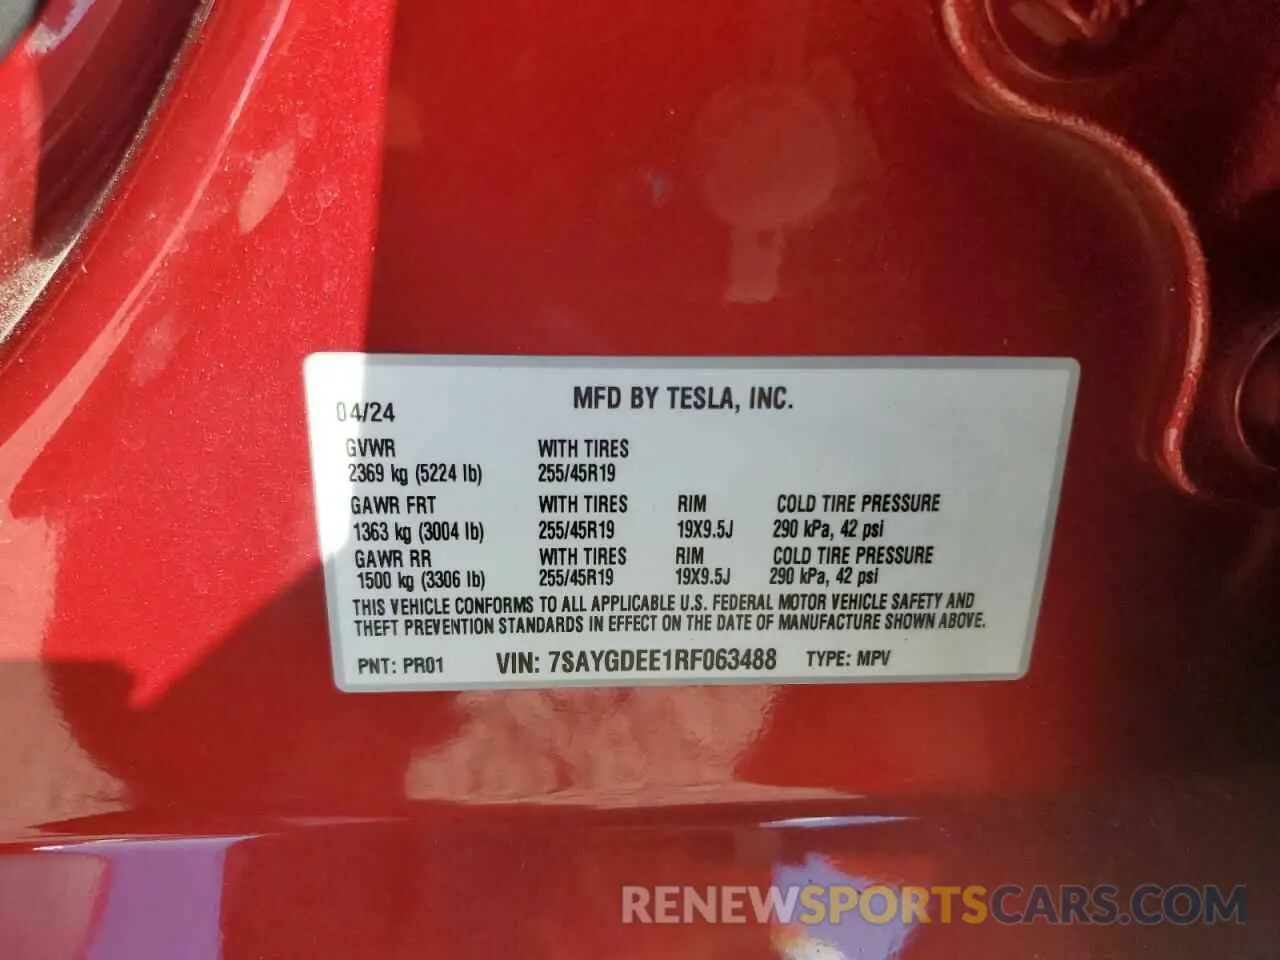 MFD BY TESLA, INC.
04/24
GVWR WITH TIRES
2369 kg (5224 lb) 255/45R19
GAWR FRT WITH TIRES RIM COLD TIRE PRESSURE
1363 kg (3004 lb) 255/45R19 19X9.5J 290 kPa, 42 psi
GAWR RR WITH TIRES RIM COLD TIRE PRESSURE
1500 kg (3306 lb) 255/45R19 19X9.5J 290 kPa, 42 psi
THIS VEHICLE CONFORMS TO ALL APPLICABLE U.S. FEDERAL MOTOR VEHICLE SAFETY AND
THEFT PREVENTION STANDARDS IN EFFECT ON THE DATE OF MANUFACTURE SHOWN ABOVE.
PNT: PR01 VIN: 7SAYGDEE1RF063488 TYPE: MPV
RENEWSPORTSCARS.COM